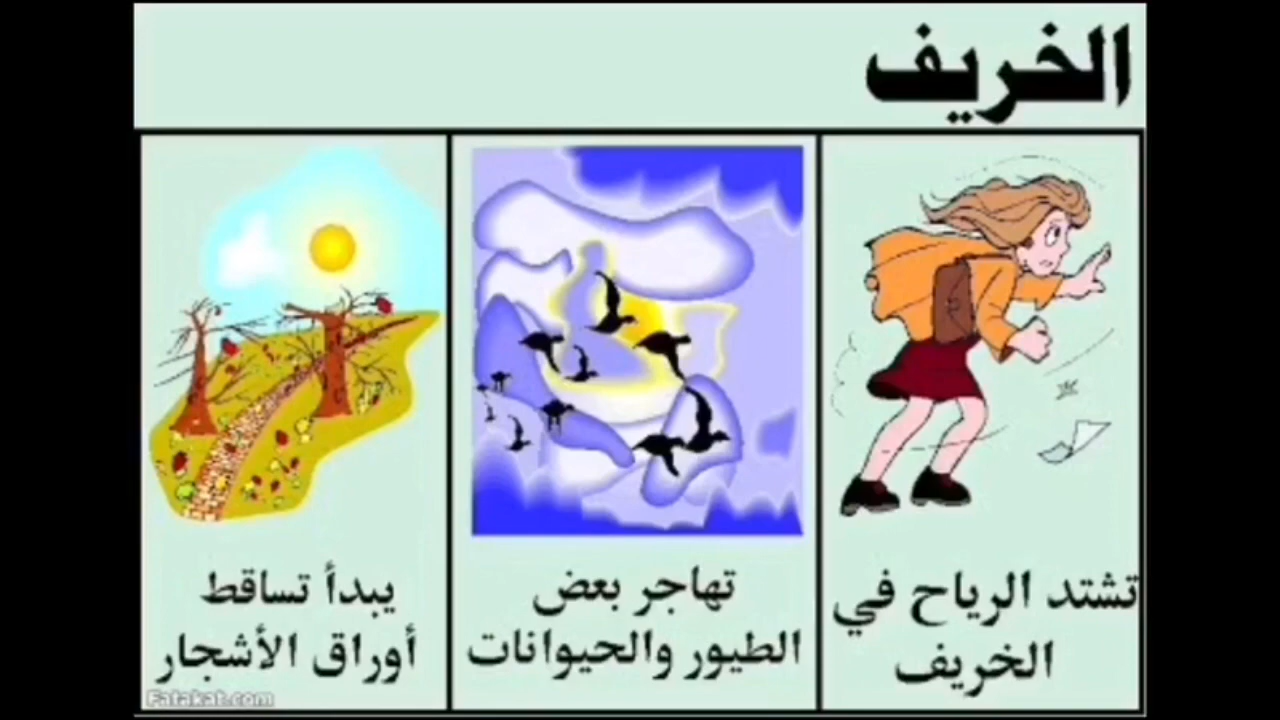 الخريف
تشتد الرياح في
الخريف
تهاجر بعض
الطيور والحيوانات
يبدأ تساقط
أوراق الأشجار
Fatakat.com